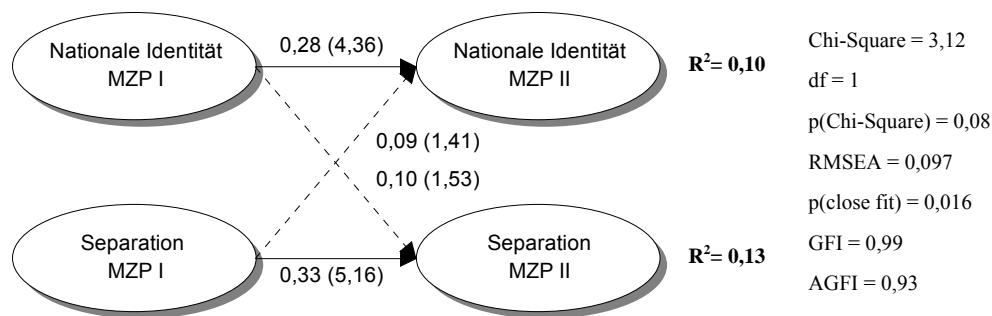 Nationale Identität
MZP I
0,28 (4,36)
Nationale Identität
MZP II
R²= 0,10
0,09 (1,41)
0,10 (1,53)
Separation
MZP I
0,33 (5,16)
Separation
MZP II
R²= 0,13
Chi-Square = 3,12
df = 1
p(Chi-Square) = 0,08
RMSEA = 0,097
p(close fit) = 0,016
GFI = 0,99
AGFI = 0,93